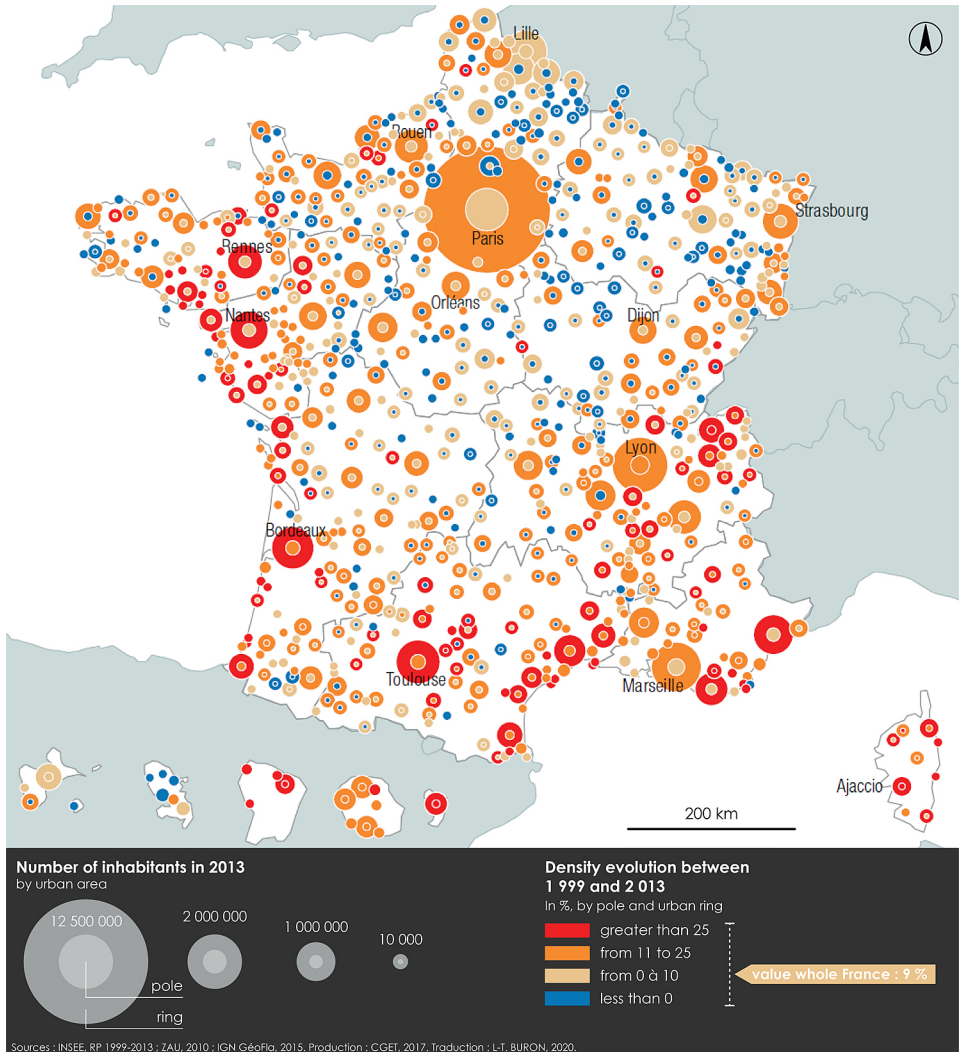 Lille
Rouen
Paris
Strasbourg
Rennes
Orléans
Nantes
Dijon
Lyon
Bordeaux
Toulouse
Marseille
Ajaccio
200 km
Number of inhabitants in 2013
by urban area
12 500 000
2 000 000
1 000 000
10 000
pole
ring
Density evolution between
1 999 and 2 013
In %, by pole and urban ring
greater than 25
from 11 to 25
from 0 à 10
less than 0
value whole France : 9 %
Sources : INSEE, RP 1999-2013 ; ZAU, 2010 ; IGN GéoFla, 2015. Production : CGET, 2017. Traduction : L-T. BURON, 2020.